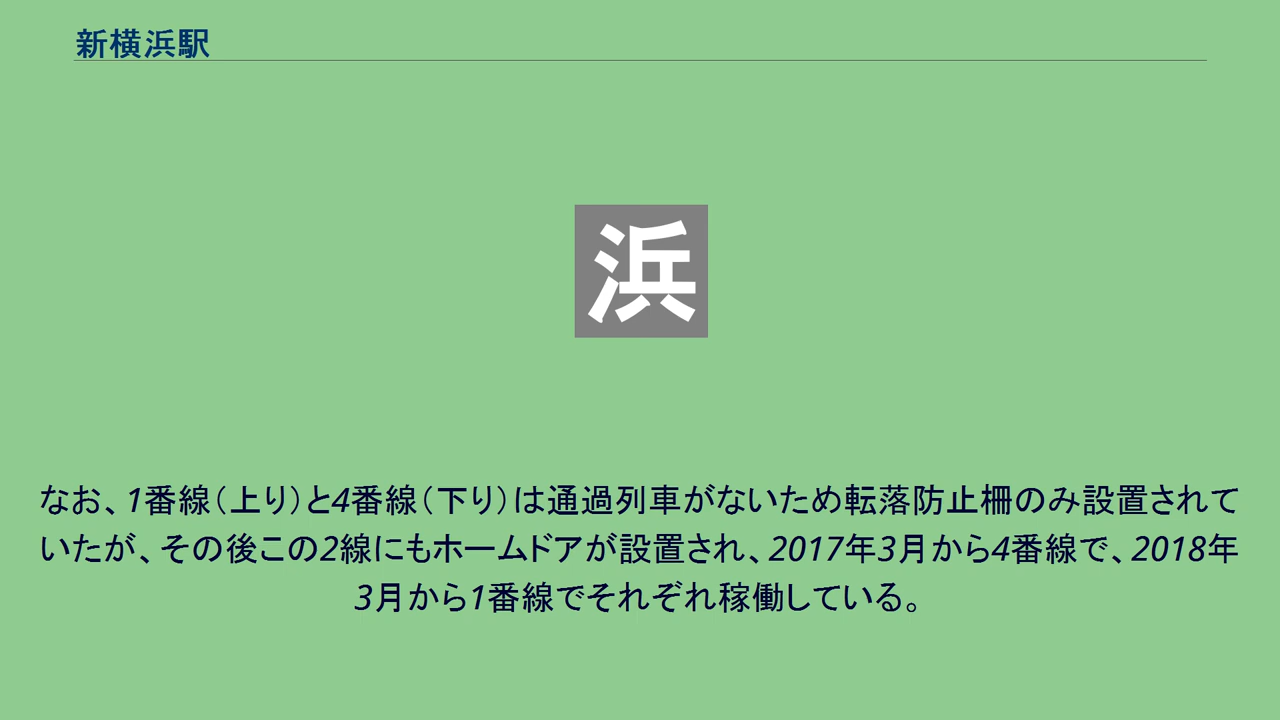 新横浜駅
浜
なお、1番線（上り）と4番線（下り）は通過列車がないため転落防止柵のみ設置されて
いたが、その後この2線にもホームドアが設置され、2017年3月から4番線で、2018年
3月から1番線でそれぞれ稼働している。